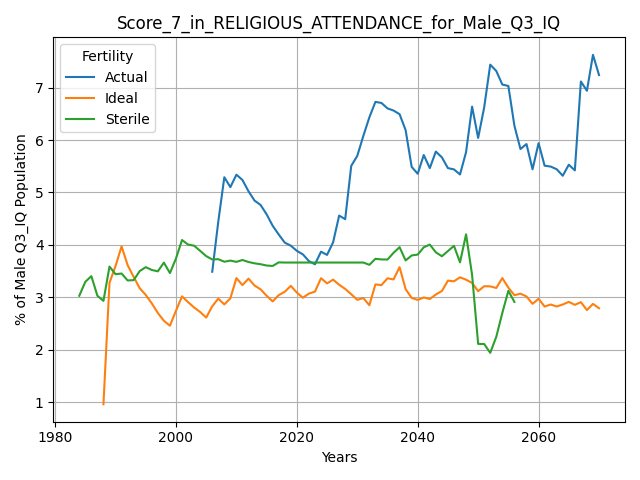 Score_7_in_RELIGIOUS_ATTENDANCE_for_Male_Q3_IQ
Fertility
Actual
Ideal
Sterile
% of Male Q3_IQ Population
7
6
5
4
3
2
1
1980 2000 2020 2040 2060
Years